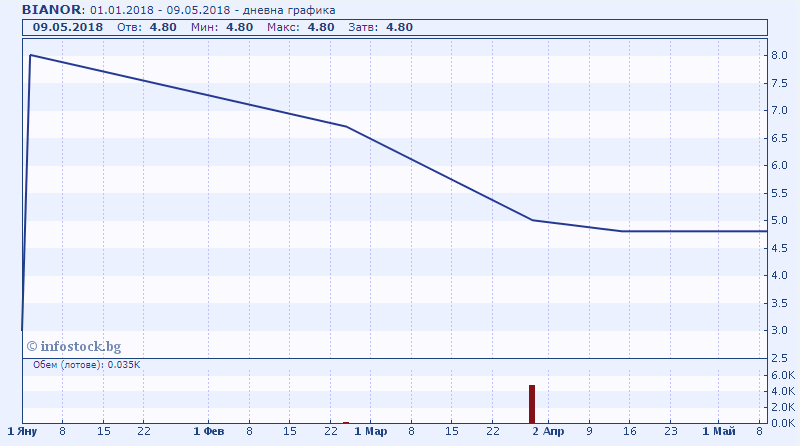 BIANOR: 01.01.2018 - 09.05.2018 - дневна графика
09.05.2018 Отв: 4.80 Мин: 4.80 Макс: 4.80 Затв: 4.80
8.0
7.5
7.0
6.5
6.0
5.5
5.0
4.5
4.0
3.5
3.0
2.5
© infostock.bg
Обем (лотове): 0.035K
6.0K
4.0K
2.0K
0.0K
1 Яну 8 15 22 1 Фев 8 15 22 1 Мар 8 15 22 2 Апр 9 16 23 1 Май 8